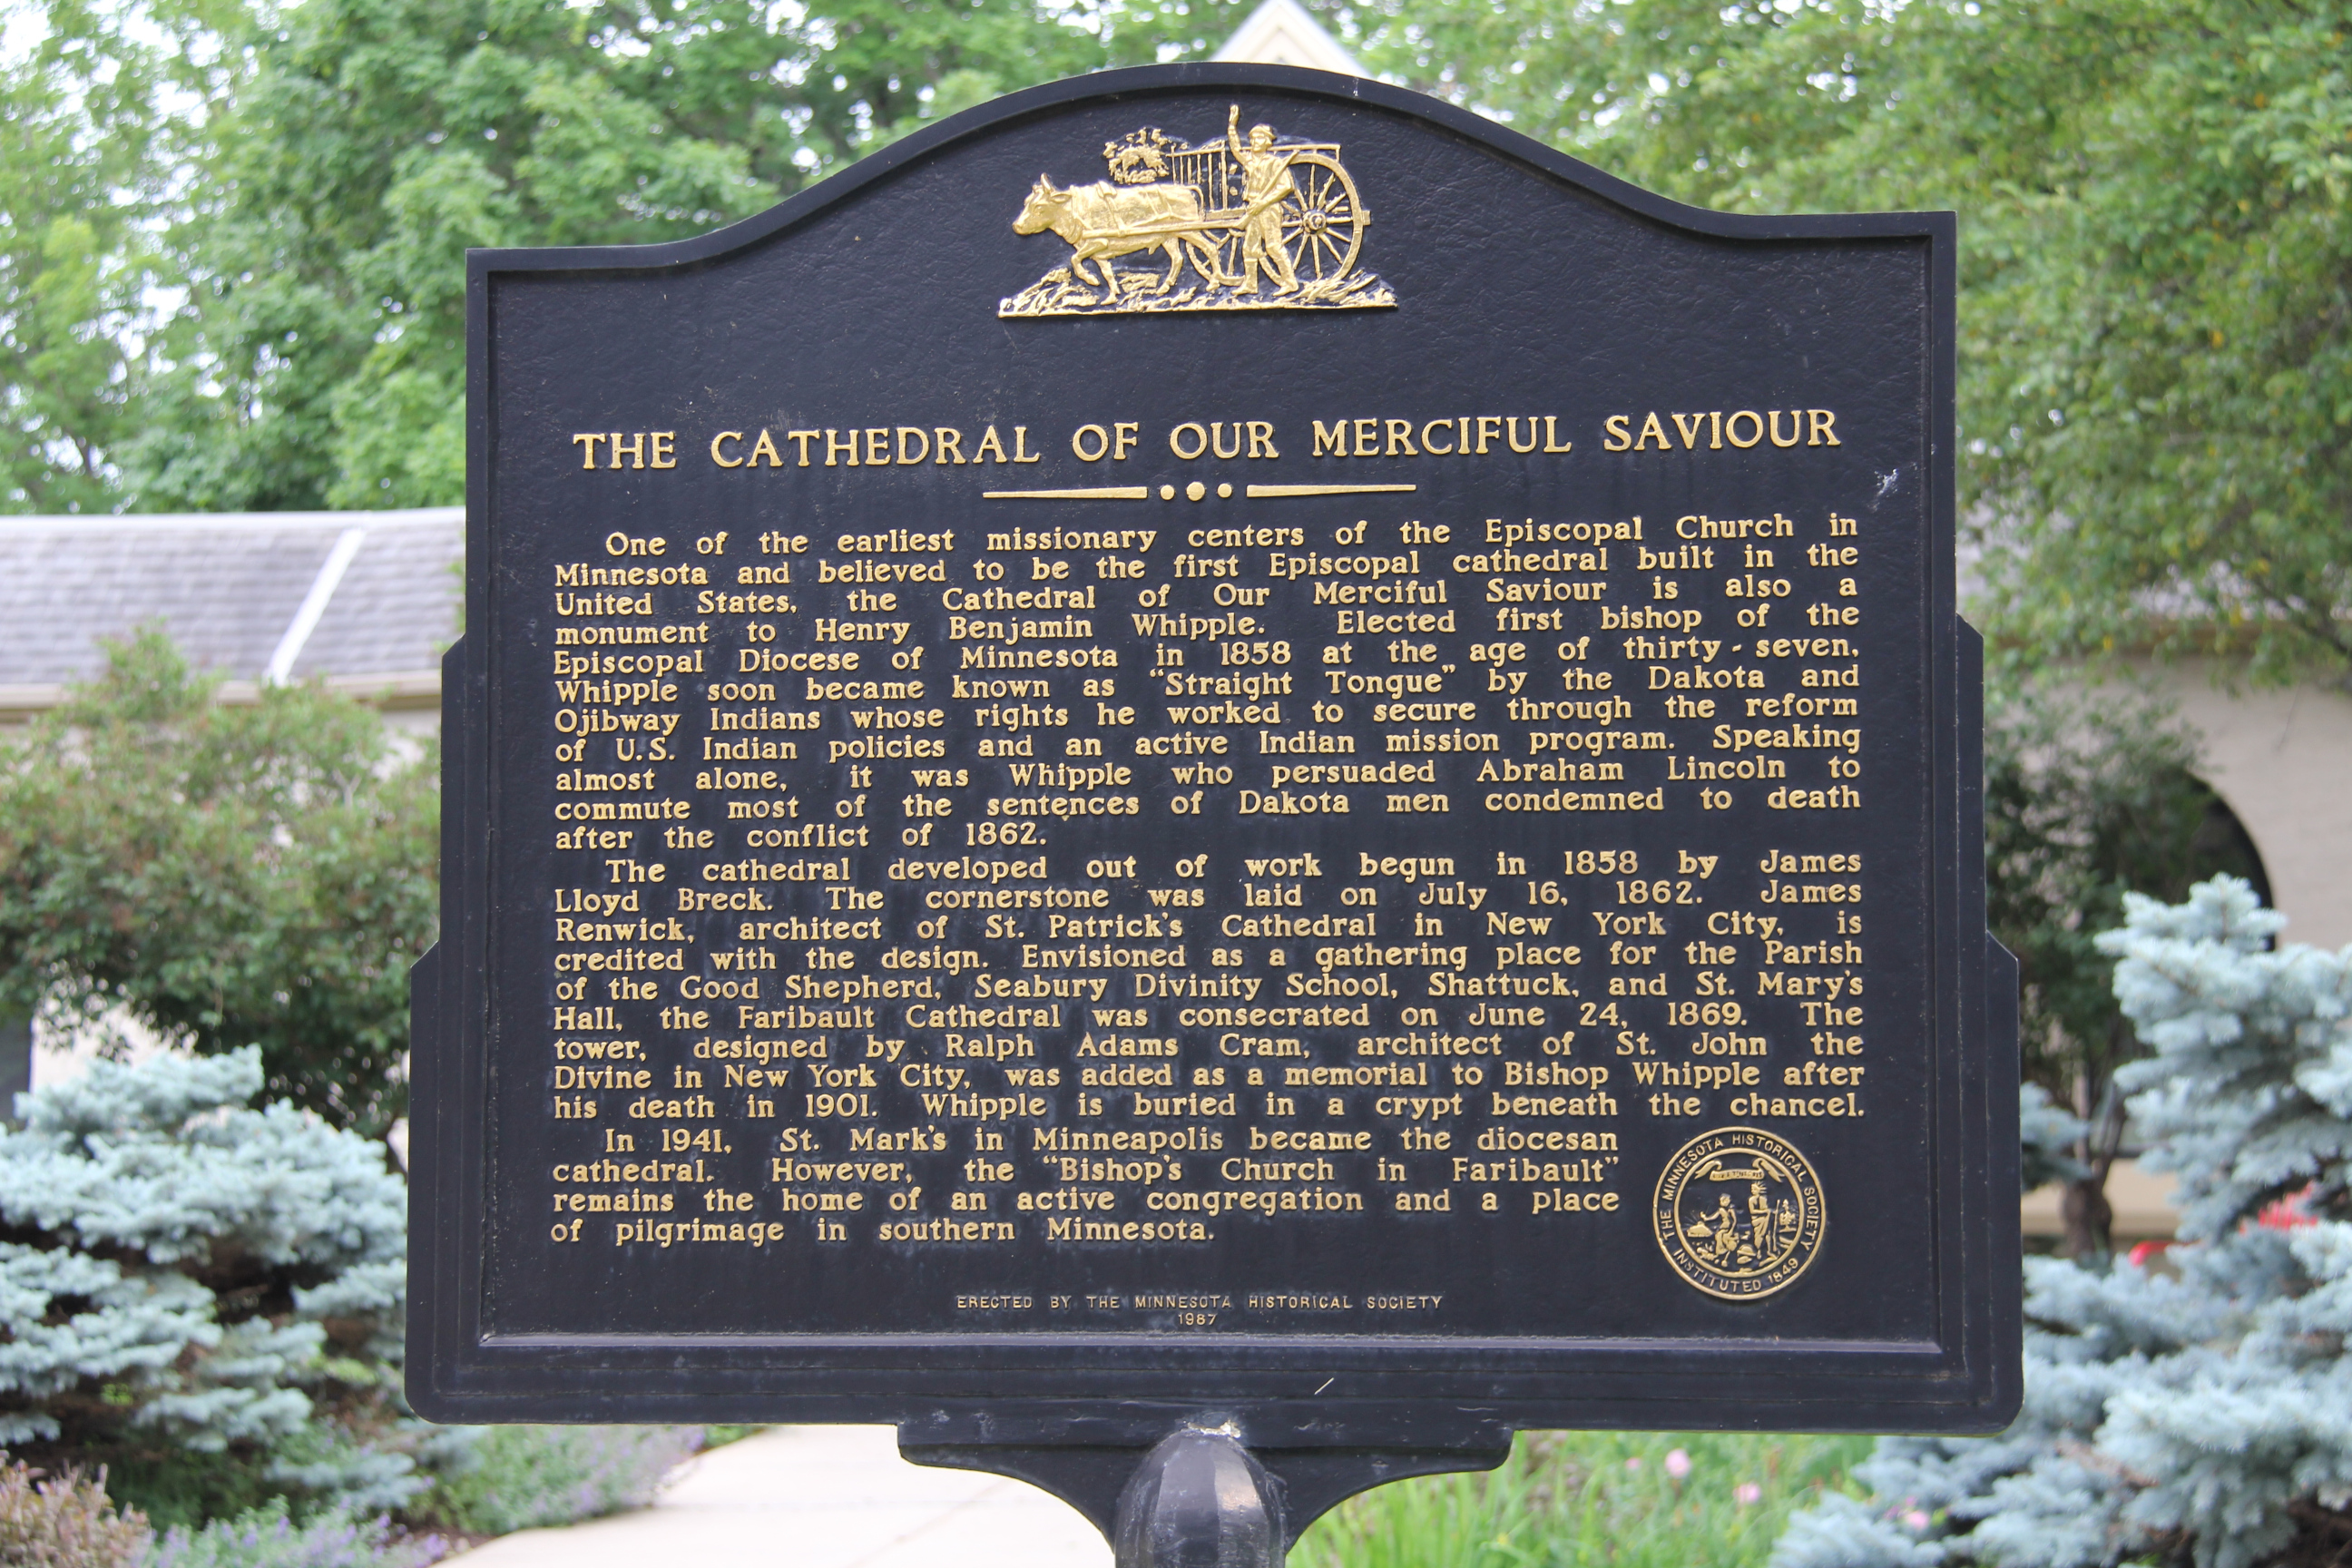 THE CATHEDRAL OF OUR MERCIFUL SAVIOUR
One of the earliest missionary centers of the Episcopal Church in
Minnesota and believed to be the first Episcopal cathedral built in the
United States, the Cathedral of Our Merciful Saviour is also a
monument to Henry Benjamin Whipple. Elected first bishop of the
Episcopal Diocese of Minnesota in 1858 at the age of thirty-seven,
Whipple soon became known as “Straight Tongue” by the Dakota and
Ojibway Indians whose rights he worked to secure through the reform
of U.S. Indian policies and an active Indian mission program. Speaking
almost alone, it was Whipple who persuaded Abraham Lincoln to
commute most of the sentences of Dakota men condemned to death
after the conflict of 1862.
The cathedral developed out of work begun in 1858 by James
Lloyd Breck. The cornerstone was laid on July 16, 1862. James
Renwick, architect of St. Patrick's Cathedral in New York City, is
credited with the design. Envisioned as a gathering place for the Parish
of the Good Shepherd, Seabury Divinity School, Shattuck, and St. Mary's
Hall, the Faribault Cathedral was consecrated on June 24, 1869. The
tower, designed by Ralph Adams Cram, architect of St. John the
Divine in New York City, was added as a memorial to Bishop Whipple after
his death in 1901. Whipple is buried in a crypt beneath the chancel.
In 1941, St. Mark's in Minneapolis became the diocesan
cathedral. However, the “Bishop's Church in Faribault”
remains the home of an active congregation and a place
of pilgrimage in southern Minnesota.
THE MINNESOTA HISTORICAL SOCIETY
INSTITUTED 1849
ERECTED BY THE MINNESOTA HISTORICAL SOCIETY
1987